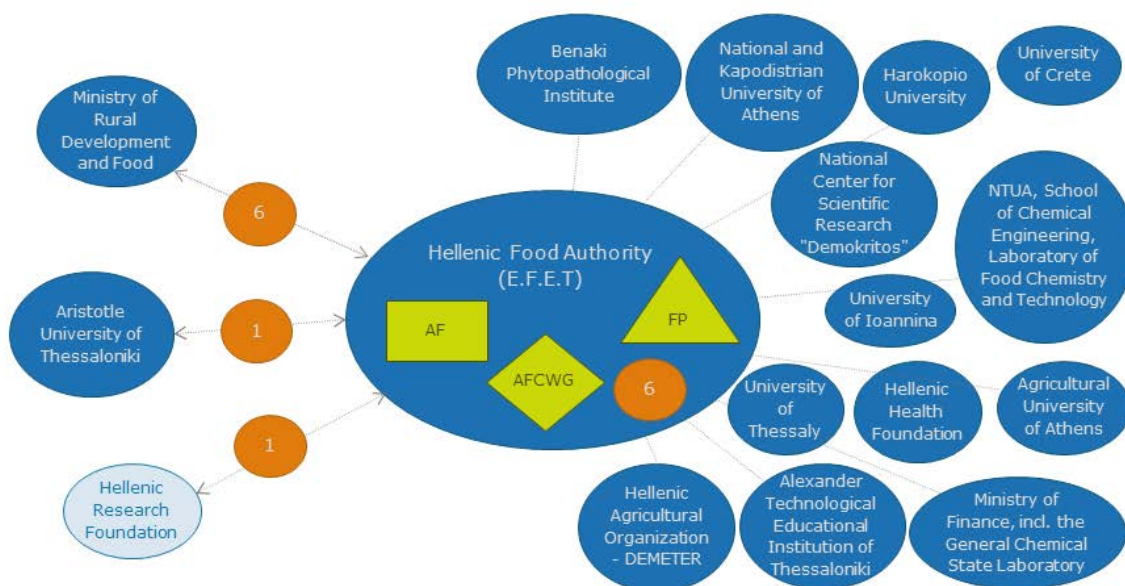 Benaki
Phytopathological
Institute
National and
Kapodistrian
University of
Athens
Harokopio
University
University
of Crete
Ministry of
Rural
Development
and Food
National
Center for
Scientific
Research
"Demokritos"
NTUA, School
of Chemical
Engineering,
Laboratory of
Food Chemistry
and Technology
6
Hellenic Food Authority
(E.F.E.T)
Aristotle
University of
Thessaloniki
1
AF
FP
University
of Ioannina
AFCWG
6
University
of
Thessaly
Hellenic
Health
Foundation
Agricultural
University
of Athens
1
Hellenic
Research
Foundation
Hellenic
Agricultural
Organization
- DEMETER
Alexander
Technological
Educational
Institution of
Thessaloniki
Ministry of
Finance, incl. the
General Chemical
State Laboratory